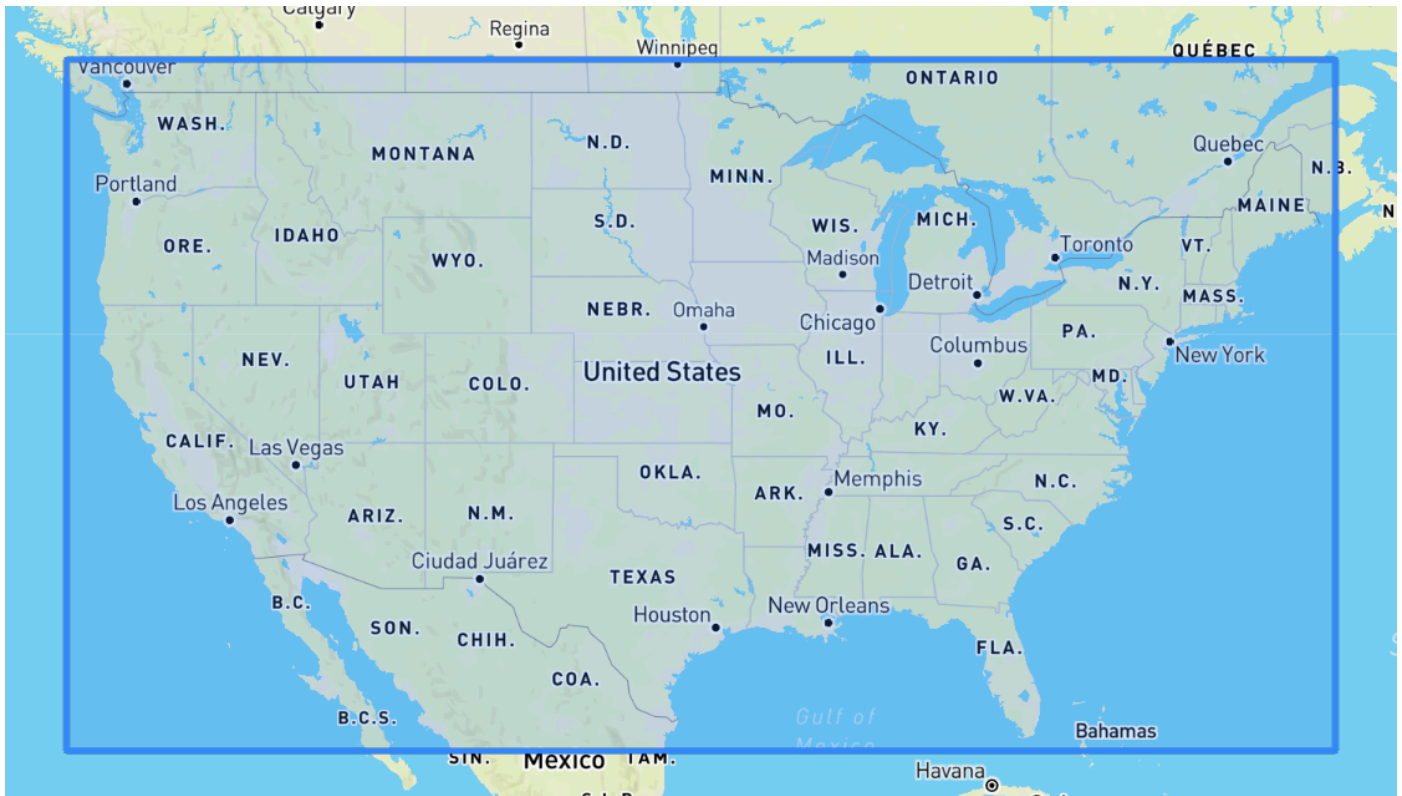 Calgary
Regina
Winnipeg
QUÉBEC
Vancouver
ONTARIO
WASH.
N.D.
Quebec
MONTANA
MINN.
N.B.
Portland
MAINE
N
S.D.
WIS.
MICH.
IDAHO
ORE.
Toronto
VT.
WYO.
Madison
Detroit
N.Y.
MASS.
NEBR.
Omaha
Chicago
PA.
Columbus
New York
NEV.
ILL.
United States
MD.
UTAH
COLO.
W.VA.
MO.
KY.
CALIF.
Las Vegas
OKLA.
Memphis
N.C.
ARK.
Los Angeles
ARIZ.
N.M.
S.C.
MISS.
ALA.
Ciudad Juárez
GA.
TEXAS
B.C.
New Orleans
Houston
SON.
CHIH.
FLA.
COA.
B.C.S.
Gulf of
Mexico
Bahamas
SIN.
Mexico
TAM.
Havana